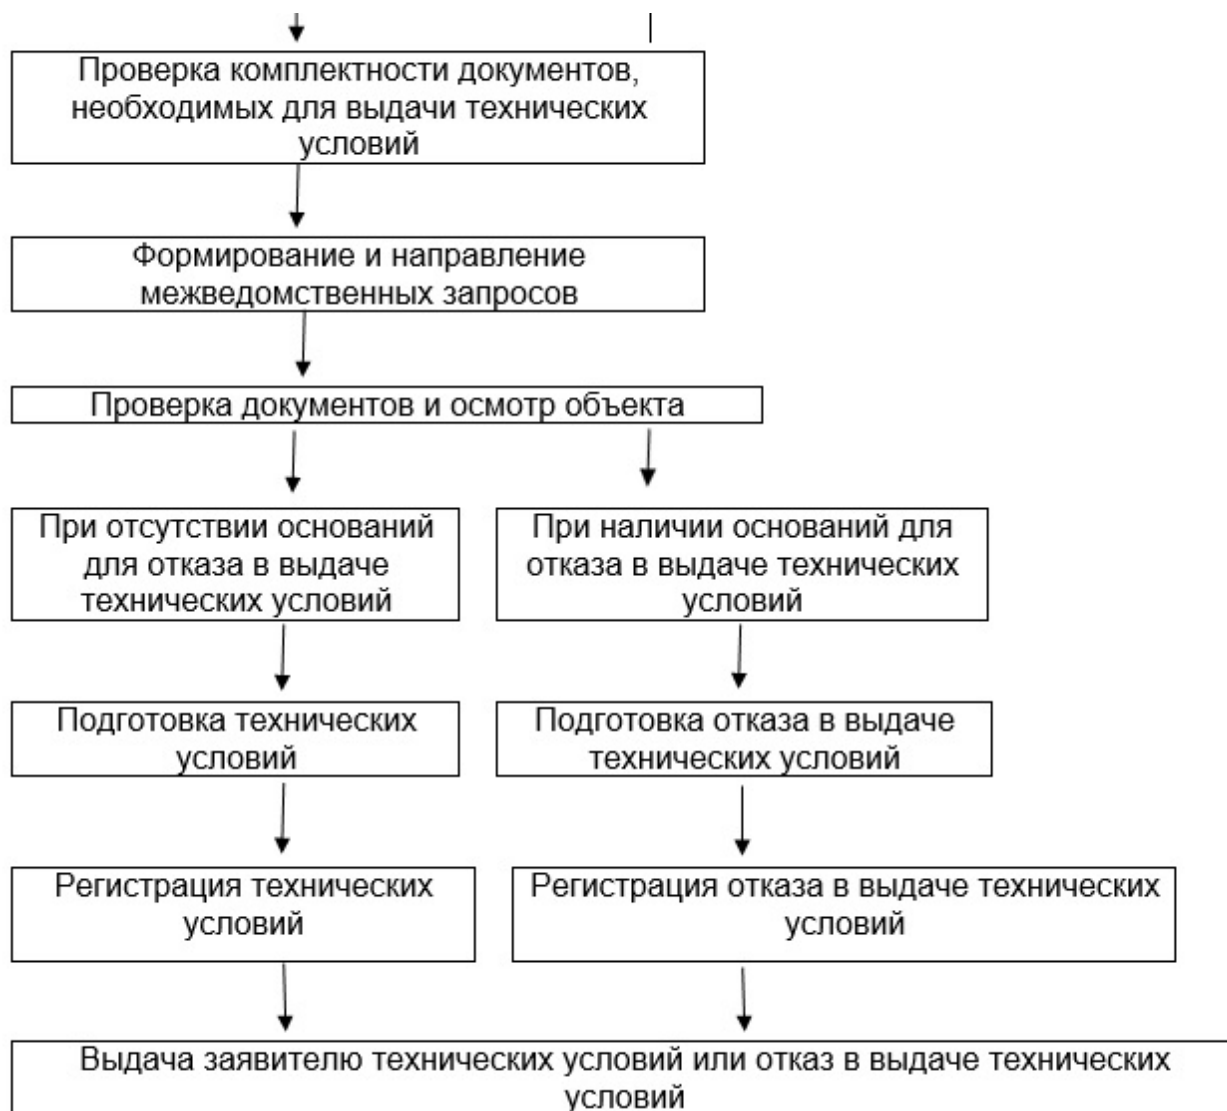 Проверка комплектности документов,
необходимых для выдачи технических
условий
Формирование и направление
межведомственных запросов
Проверка документов и осмотр объекта
При отсутствии оснований
для отказа в выдаче
технических условий
При наличии оснований для
отказа в выдаче технических
условий
Подготовка технических
условий
Подготовка отказа в выдаче
технических условий
Регистрация технических
условий
Регистрация отказа в выдаче технических
условий
Выдача заявителю технических условий или отказ в выдаче технических
условий